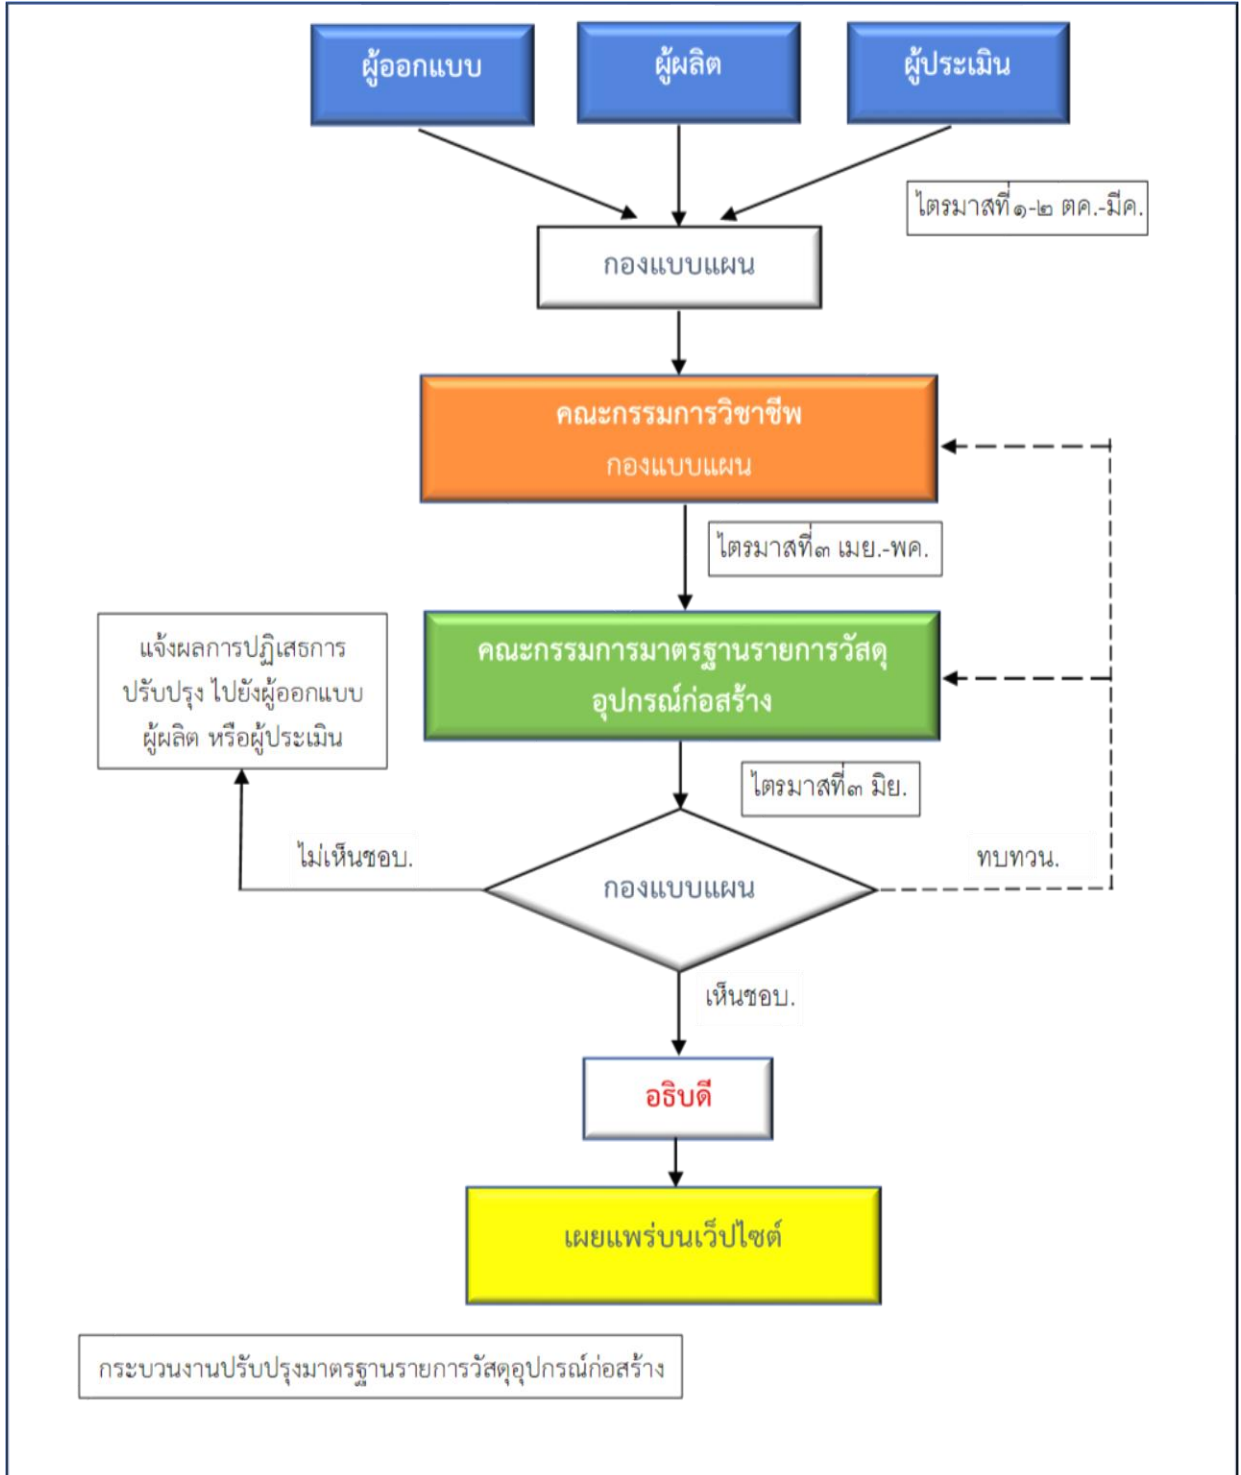 ผู้ออกแบบ
ผู้ผลิต
ผู้ประเมิน
ไตรมาสที่๑-๒ ตค.-มีค.
กองแบบแผน
คณะกรรมการวิชาชีพ
กองแบบแผน
ไตรมาสที่๓ เมย.-พค.
แจ้งผลการปฏิเสธการ
ปรับปรุง ไปยังผู้ออกแบบ
ผู้ผลิต หรือผู้ประเมิน
คณะกรรมการมาตรฐานรายการวัสดุ
อุปกรณ์ก่อสร้าง
ไตรมาสที่๓ มิย.
ไม่เห็นชอบ.
กองแบบแผน
ทบทวน.
เห็นชอบ.
อธิบดี
เผยแพร่บนเว็ปไซต์
กระบวนงานปรับปรุงมาตรฐานรายการวัสดุอุปกรณ์ก่อสร้าง